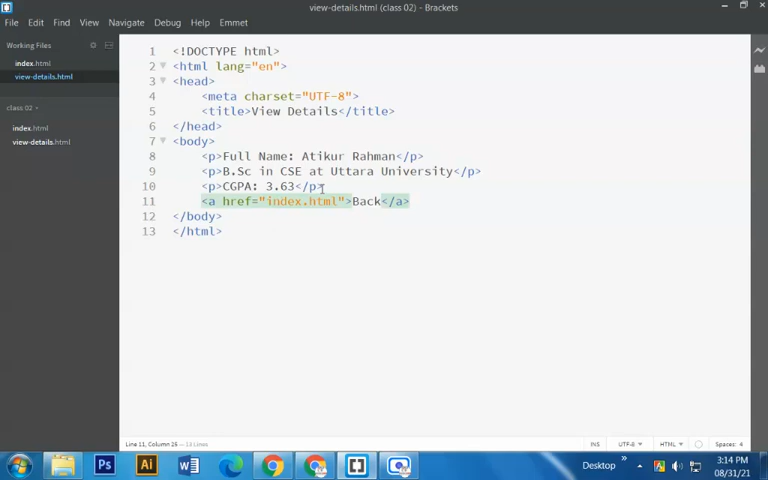 view-details.html (class 02) - Brackets
File Edit Find View Navigate Debug Help Emmet
Working Files
index.html
view-details.html
class 02
index.html
view-details.html
1 <!DOCTYPE html>
2 <html lang="en">
3 <head>
4 <meta charset="UTF-8">
5 <title>View Details</title>
6 </head>
7 <body>
8 <p>Full Name: Atikur Rahman</p>
9 <p>B.Sc in CSE at Uttara University</p>
10 <p>CGPA: 3.63</p>
11 <a href="index.html">Back</a>
12 </body>
13 </html>
Line 11, Column 26 — 13 Lines
INS UTF-8 HTML Spaces: 4
Ps Ai W
Desktop »
3:14 PM
08/31/21